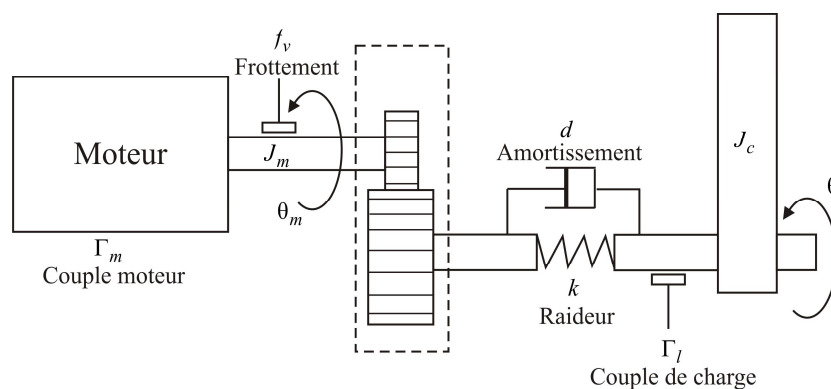 f_v
Frottement
Moteur
J_m
θ_m
Γ_m
Couple moteur
d
Amortissement
k
Raideur
J_c
θ
Γ_l
Couple de charge